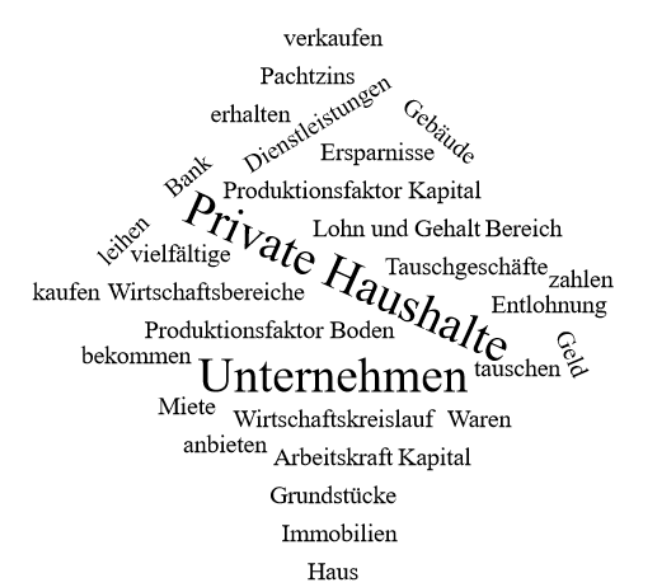 verkaufen
Pachtzins
erhalten
Dienstleistungen
Gebäude
Ersparnisse
Bank
Produktionsfaktor Kapital
Private Haushalte
Lohn und Gehalt Bereich
leihen
vielfältige
Tauschgeschäfte
zahlen
kaufen Wirtschaftsbereiche
Entlohnung
Produktionsfaktor Boden
Geld
bekommen
Unternehmen
tauschen
Miete
Wirtschaftskreislauf Waren
anbieten
Arbeitskraft Kapital
Grundstücke
Immobilien
Haus